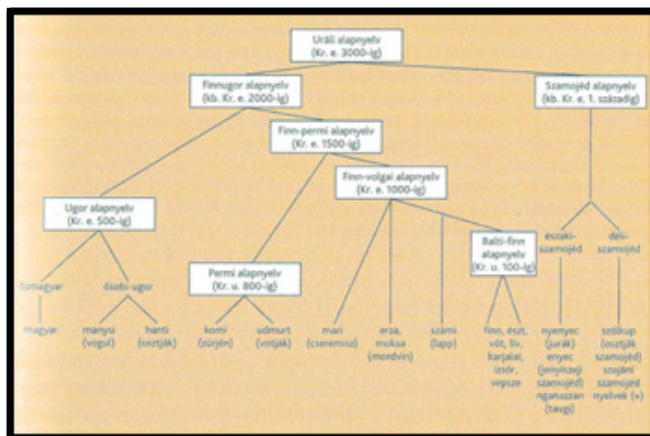 Uráli alapnyelv
(Kr. e. 3000-ig)
Finnugor alapnyelv
(kb. Kr. e. 2000-ig)
Szamojéd alapnyelv
(kb. Kr. e. 1. századig)
Finn-permi alapnyelv
(Kr. e. 1500-ig)
Finn-volgai alapnyelv
(Kr. e. 1000-ig)
Ugor alapnyelv
(Kr. e. 500-ig)
Balti-finn
alapnyelv
(Kr. u. 100-ig)
északi-
szamojéd
déli-
szamojéd
Permi alapnyelv
(Kr. u. 800-ig)
ősmagyar
ősobi-ugor
magyar
manysi
(vogul)
hanti
(osztják)
komi
(zürjén)
udmurt
(votják)
mari
(cseremisz)
erza,
moksa
(mordvin)
számi
(lapp)
finn, észt,
vót, lív,
karjalai,
izsór,
vepsze
nyenyec
(jurák)
enyec
(jenyiszeji
szamojéd)
nganaszan
(tavgi)
szölkup
(osztják
szamojéd)
szajáni
szamojéd
nyelvek (+)